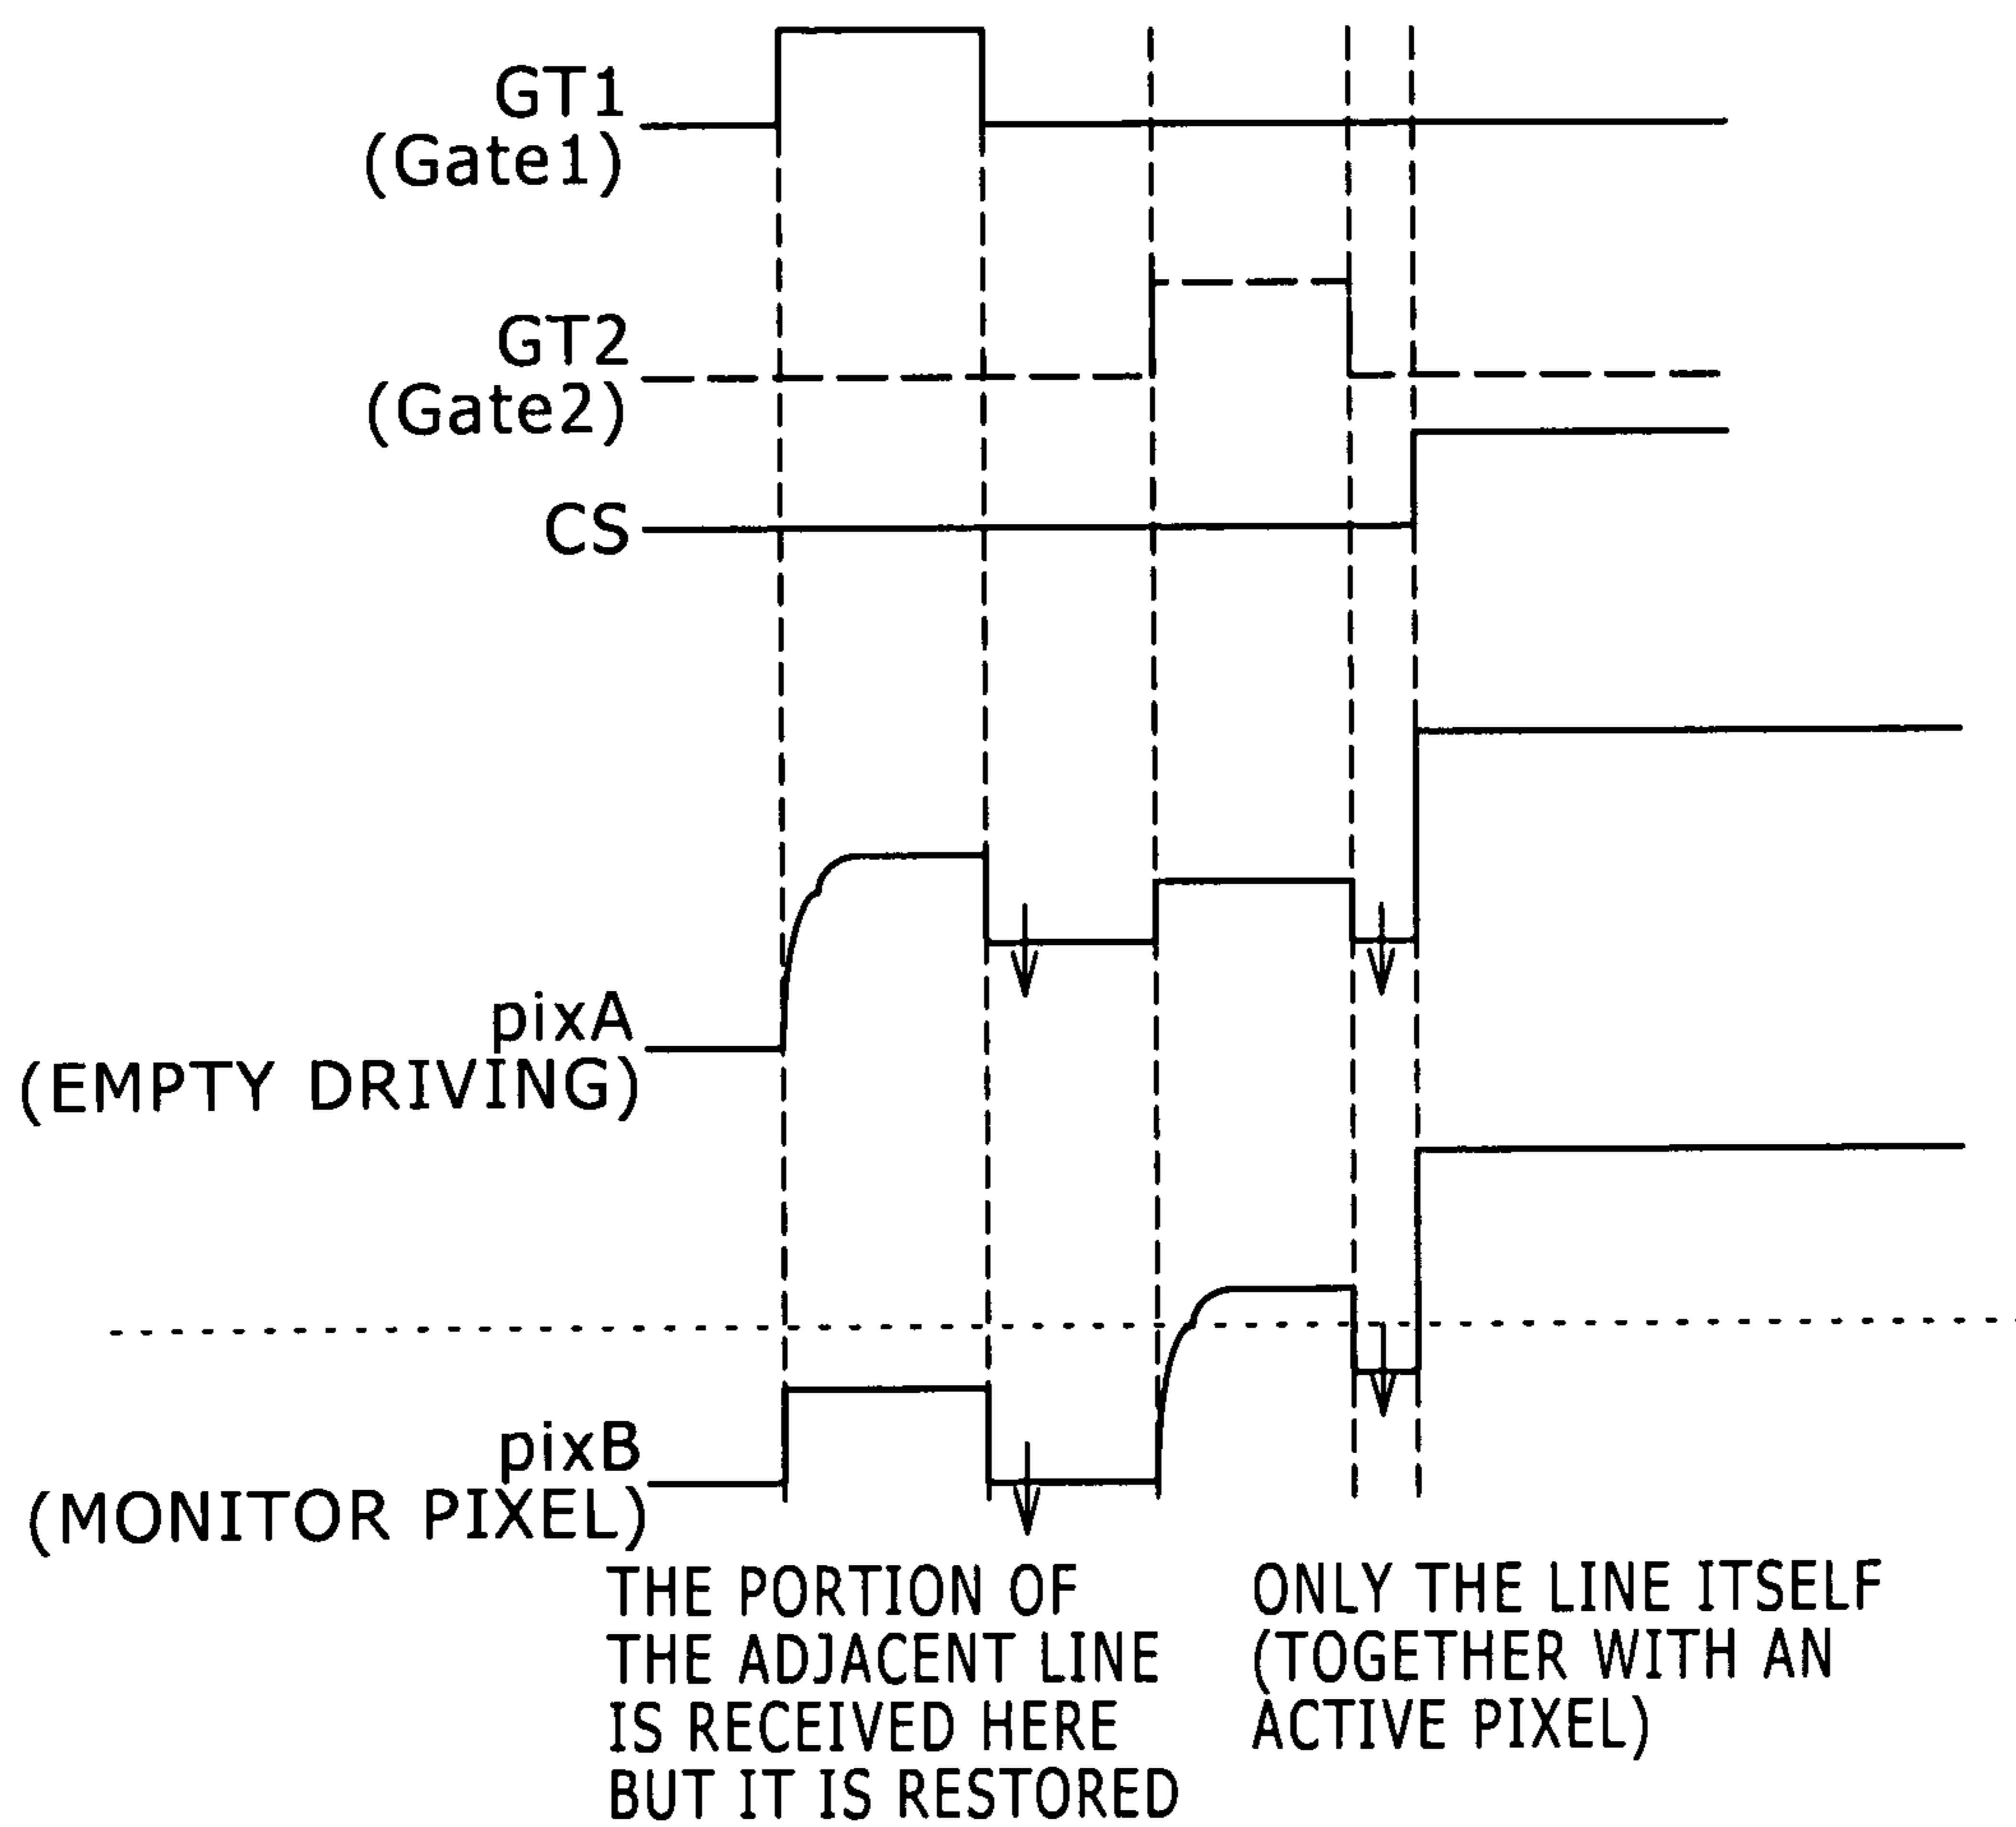 GT1
(Gate1)
GT2
(Gate2)
CS
pixA
(EMPTY DRIVING)
pixB
(MONITOR PIXEL)
THE PORTION OF
THE ADJACENT LINE
IS RECEIVED HERE
BUT IT IS RESTORED
ONLY THE LINE ITSELF
(TOGETHER WITH AN
ACTIVE PIXEL)